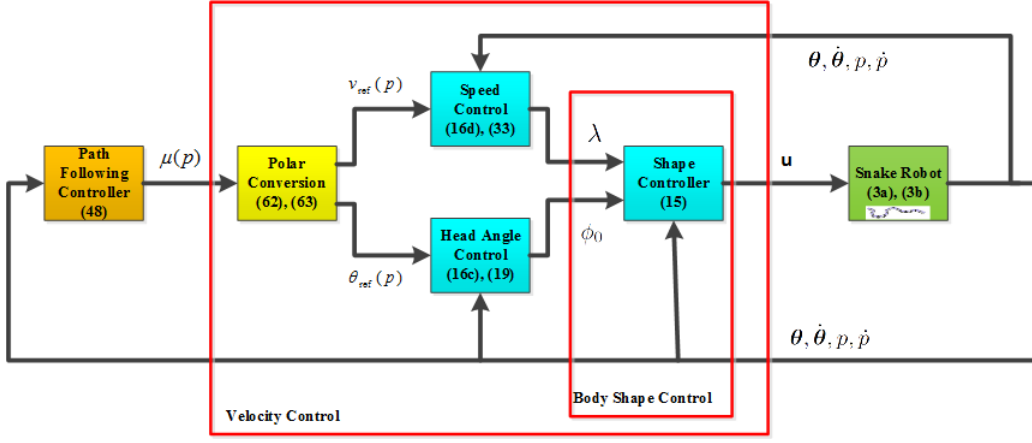 θ, θ̇, p, ṗ
v_ref(p)
Speed
Control
(16d), (33)
λ
Path
Following
Controller
(48)
μ(p)
Polar
Conversion
(62), (63)
Shape
Controller
(15)
u
Snake Robot
(3a), (3b)
Head Angle
Control
(16c), (19)
ϕ₀
θ_ref(p)
θ, θ̇, p, ṗ
Body Shape Control
Velocity Control